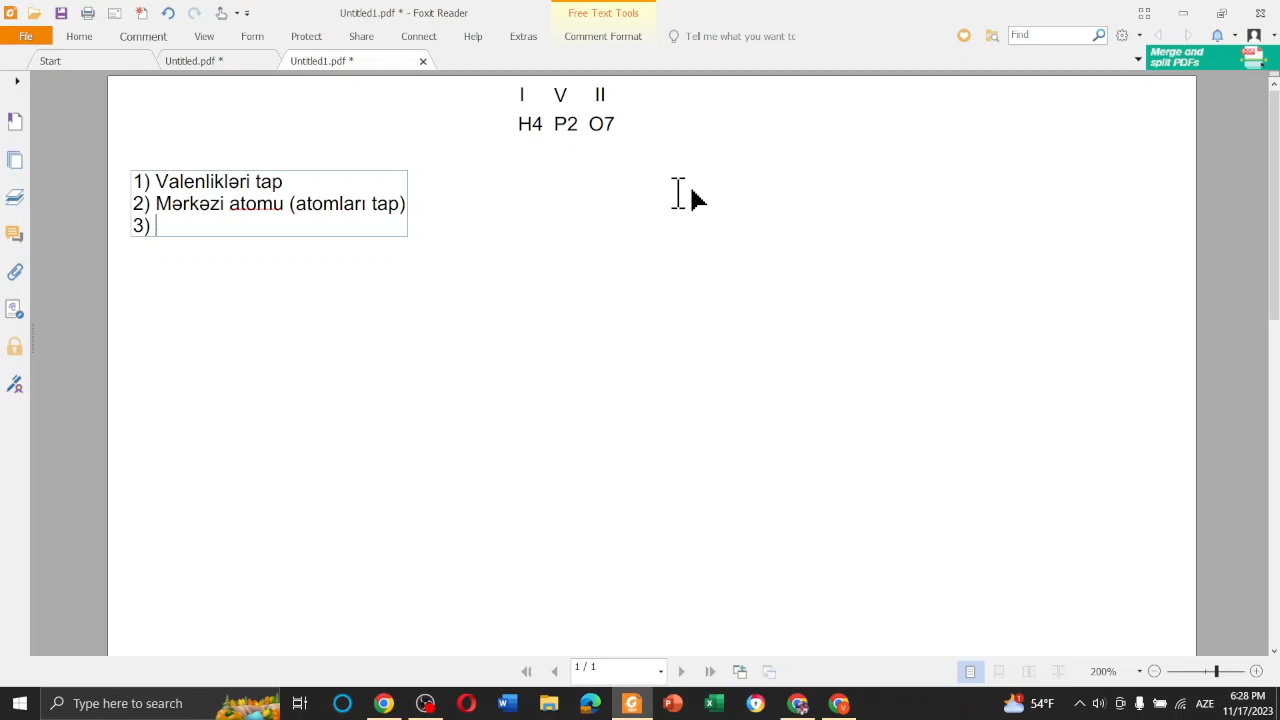 Untitled1.pdf * - Foxit Reader
Free Text Tools
File Home Comment View Form Protect Share Connect Help Extras Comment Format Tell me what you want to Find
Start Untitled.pdf * Untitled1.pdf *
Merge and
split PDFs
I V II
H4 P2 O7
1) Valenlikləri tap
2) Mərkəzi atomu (atomları tap)
3)
1 / 1
200%
Type here to search
54°F
AZE
6:28 PM
11/17/2023